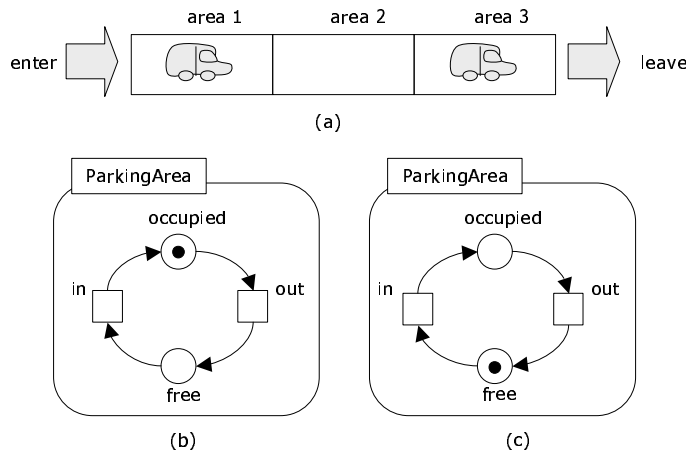 area 1 area 2 area 3
enter leave
(a)
ParkingArea ParkingArea
occupied occupied
in out in out
free free
(b) (c)